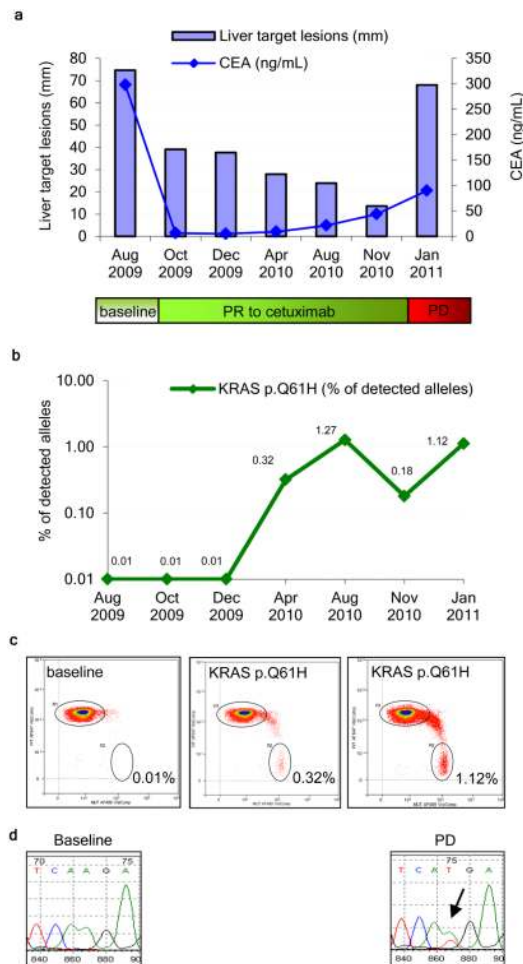 a
Liver target lesions (mm)
CEA (ng/mL)
80
70
60
50
40
30
20
10
0
Liver target lesions (mm)
350
300
250
200
150
100
50
0
CEA (ng/mL)
Aug 2009
Oct 2009
Dec 2009
Apr 2010
Aug 2010
Nov 2010
Jan 2011
baseline PR to cetuximab PD
b
KRAS p.Q61H (% of detected alleles)
10.00
1.00
0.10
0.01
% of detected alleles
0.01
0.01
0.01
0.32
1.27
0.18
1.12
Aug 2009
Oct 2009
Dec 2009
Apr 2010
Aug 2010
Nov 2010
Jan 2011
c
baseline
0.01%
KRAS p.Q61H
0.32%
KRAS p.Q61H
1.12%
d
Baseline
70 75
T C A A G A
840 860 880 90
PD
75
T C A T G A
840 860 880 90